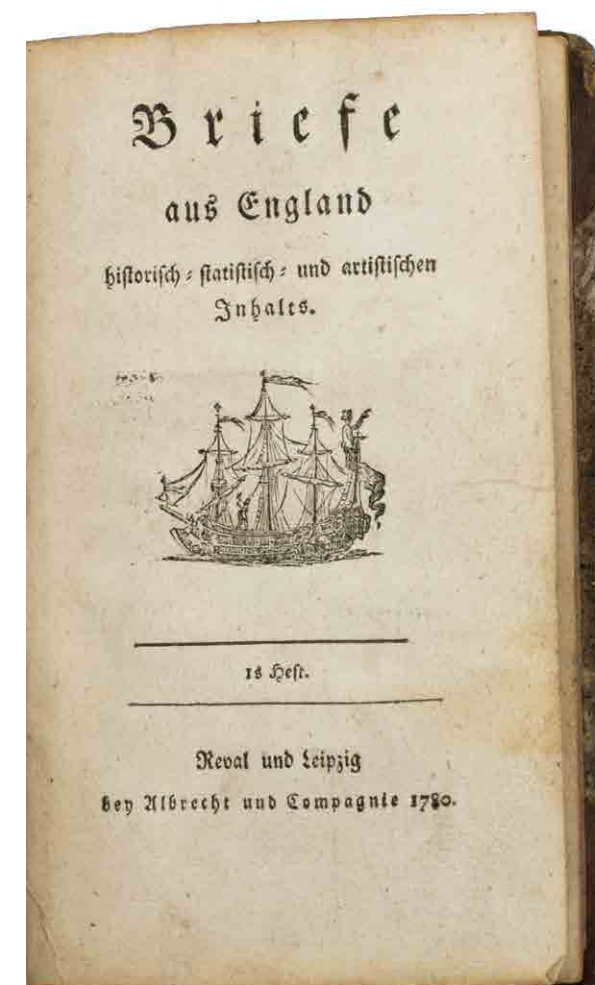 Briefe
aus England
historisch-statistisch- und artistischen
Inhalts.
1s Heft.
Reval und Leipzig
bey Albrecht und Compagnie 1780.